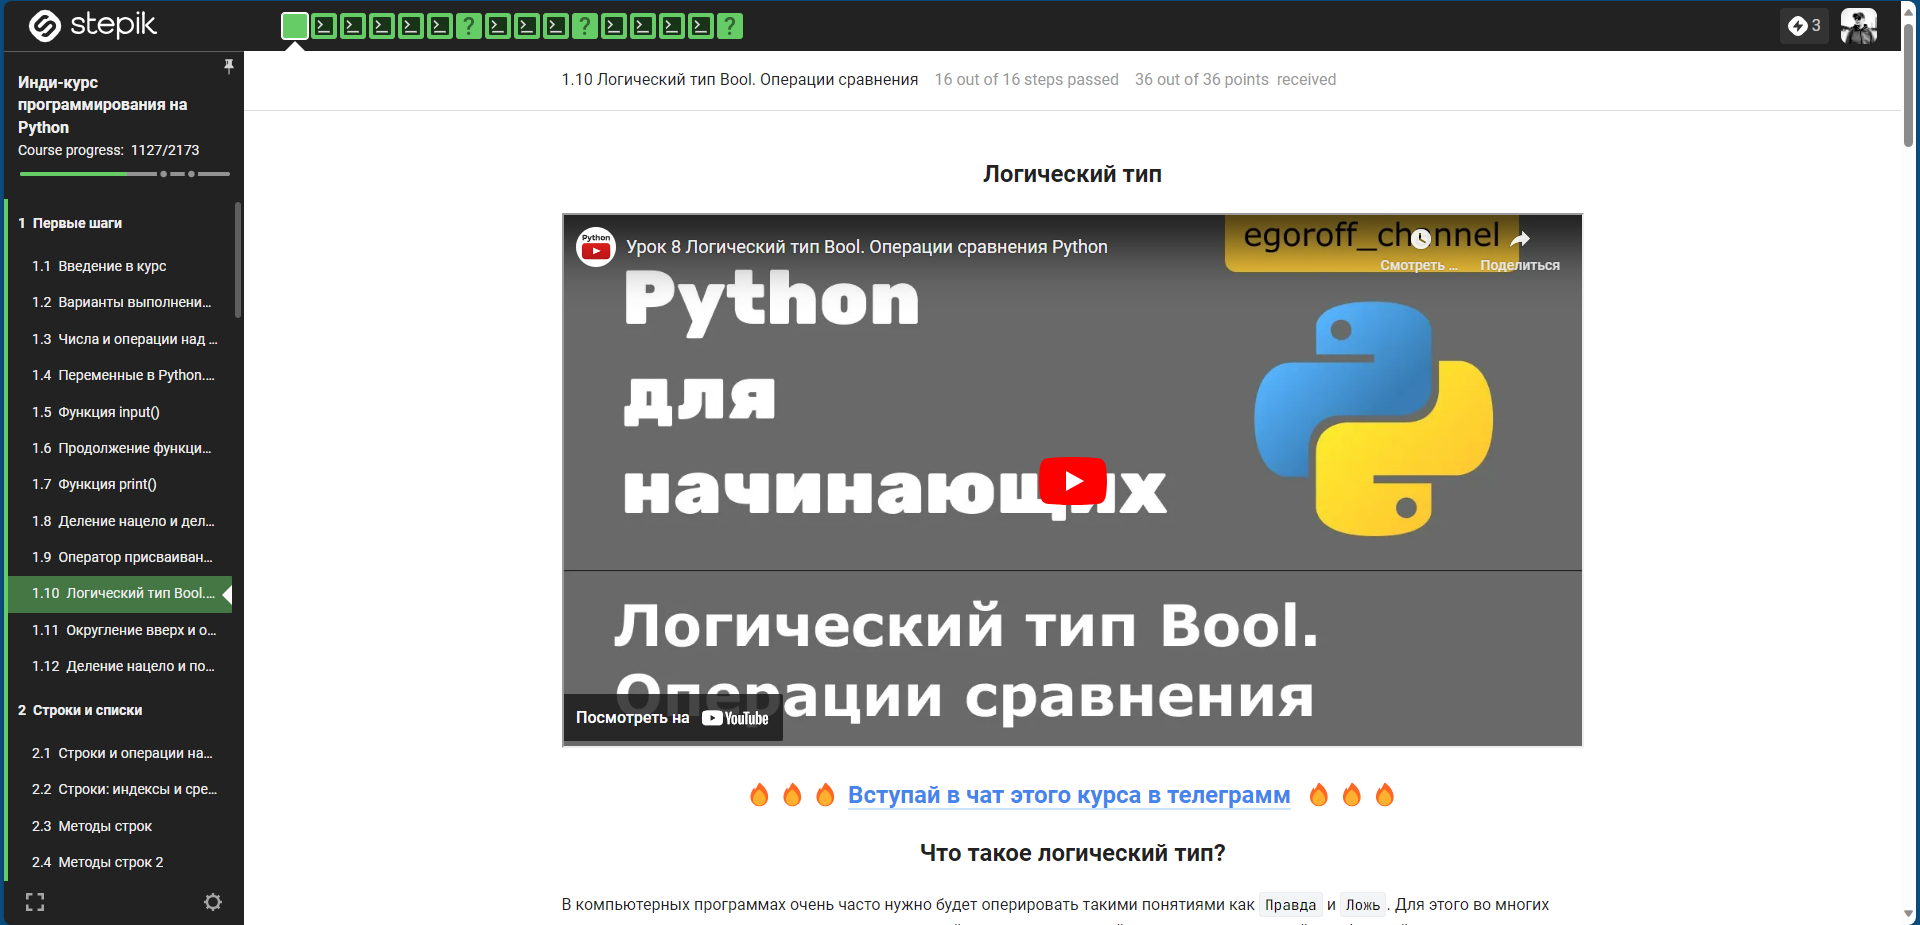 stepik
3
Инди-курс
программирования на
Python
Course progress: 1127/2173
1 Первые шаги
1.1 Введение в курс
1.2 Варианты выполнени...
1.3 Числа и операции над ...
1.4 Переменные в Python....
1.5 Функция input()
1.6 Продолжение функци...
1.7 Функция print()
1.8 Деление нацело и дел...
1.9 Оператор присваиван...
1.10 Логический тип Bool....
1.11 Округление вверх и о...
1.12 Деление нацело и по...
2 Строки и списки
2.1 Строки и операции на...
2.2 Строки: индексы и сре...
2.3 Методы строк
2.4 Методы строк 2
1.10 Логический тип Bool. Операции сравнения 16 out of 16 steps passed 36 out of 36 points received
Логический тип
Python
Урок 8 Логический тип Bool. Операции сравнения Python
egoroff_channel
Смотреть ...
Поделиться
Python
для
начинающих
Логический тип Bool.
Операции сравнения
Посмотреть на YouTube
Вступай в чат этого курса в телеграмм
Что такое логический тип?
В компьютерных программах очень часто нужно будет оперировать такими понятиями как Правда и Ложь . Для этого во многих